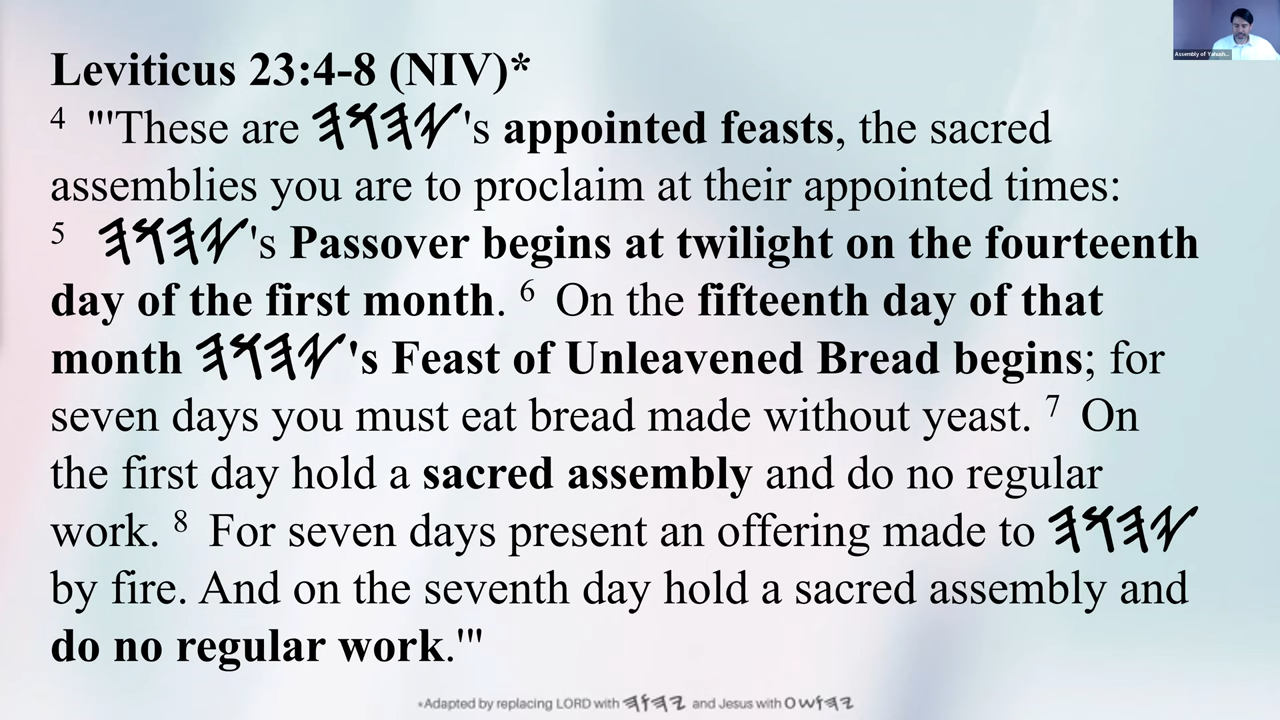 Assembly of Yahush...
Leviticus 23:4-8 (NIV)*
4 "'These are 𐤉𐤄𐤅𐤄's appointed feasts, the sacred
assemblies you are to proclaim at their appointed times:
5 𐤉𐤄𐤅𐤄's Passover begins at twilight on the fourteenth
day of the first month. 6 On the fifteenth day of that
month 𐤉𐤄𐤅𐤄's Feast of Unleavened Bread begins; for
seven days you must eat bread made without yeast. 7 On
the first day hold a sacred assembly and do no regular
work. 8 For seven days present an offering made to 𐤉𐤄𐤅𐤄
by fire. And on the seventh day hold a sacred assembly and
do no regular work.'"
*Adapted by replacing LORD with 𐤉𐤄𐤅𐤄 and Jesus with 𐤉𐤄𐤅𐤔𐤏